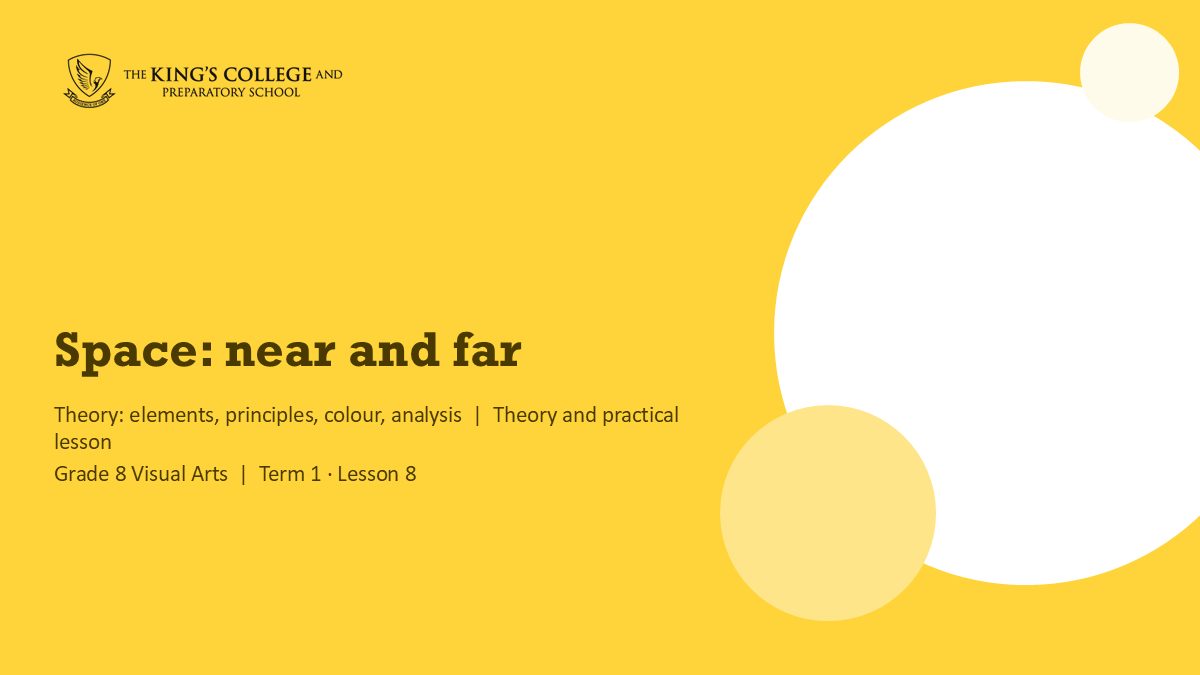 THE KING'S COLLEGE AND
PREPARATORY SCHOOL
Space: near and far
Theory: elements, principles, colour, analysis | Theory and practical
lesson
Grade 8 Visual Arts | Term 1 · Lesson 8